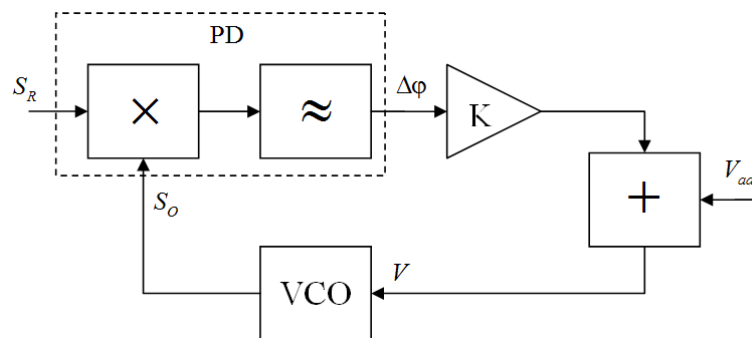 PD
S_R
×
≈
Δφ
K
+
S_O
VCO
V